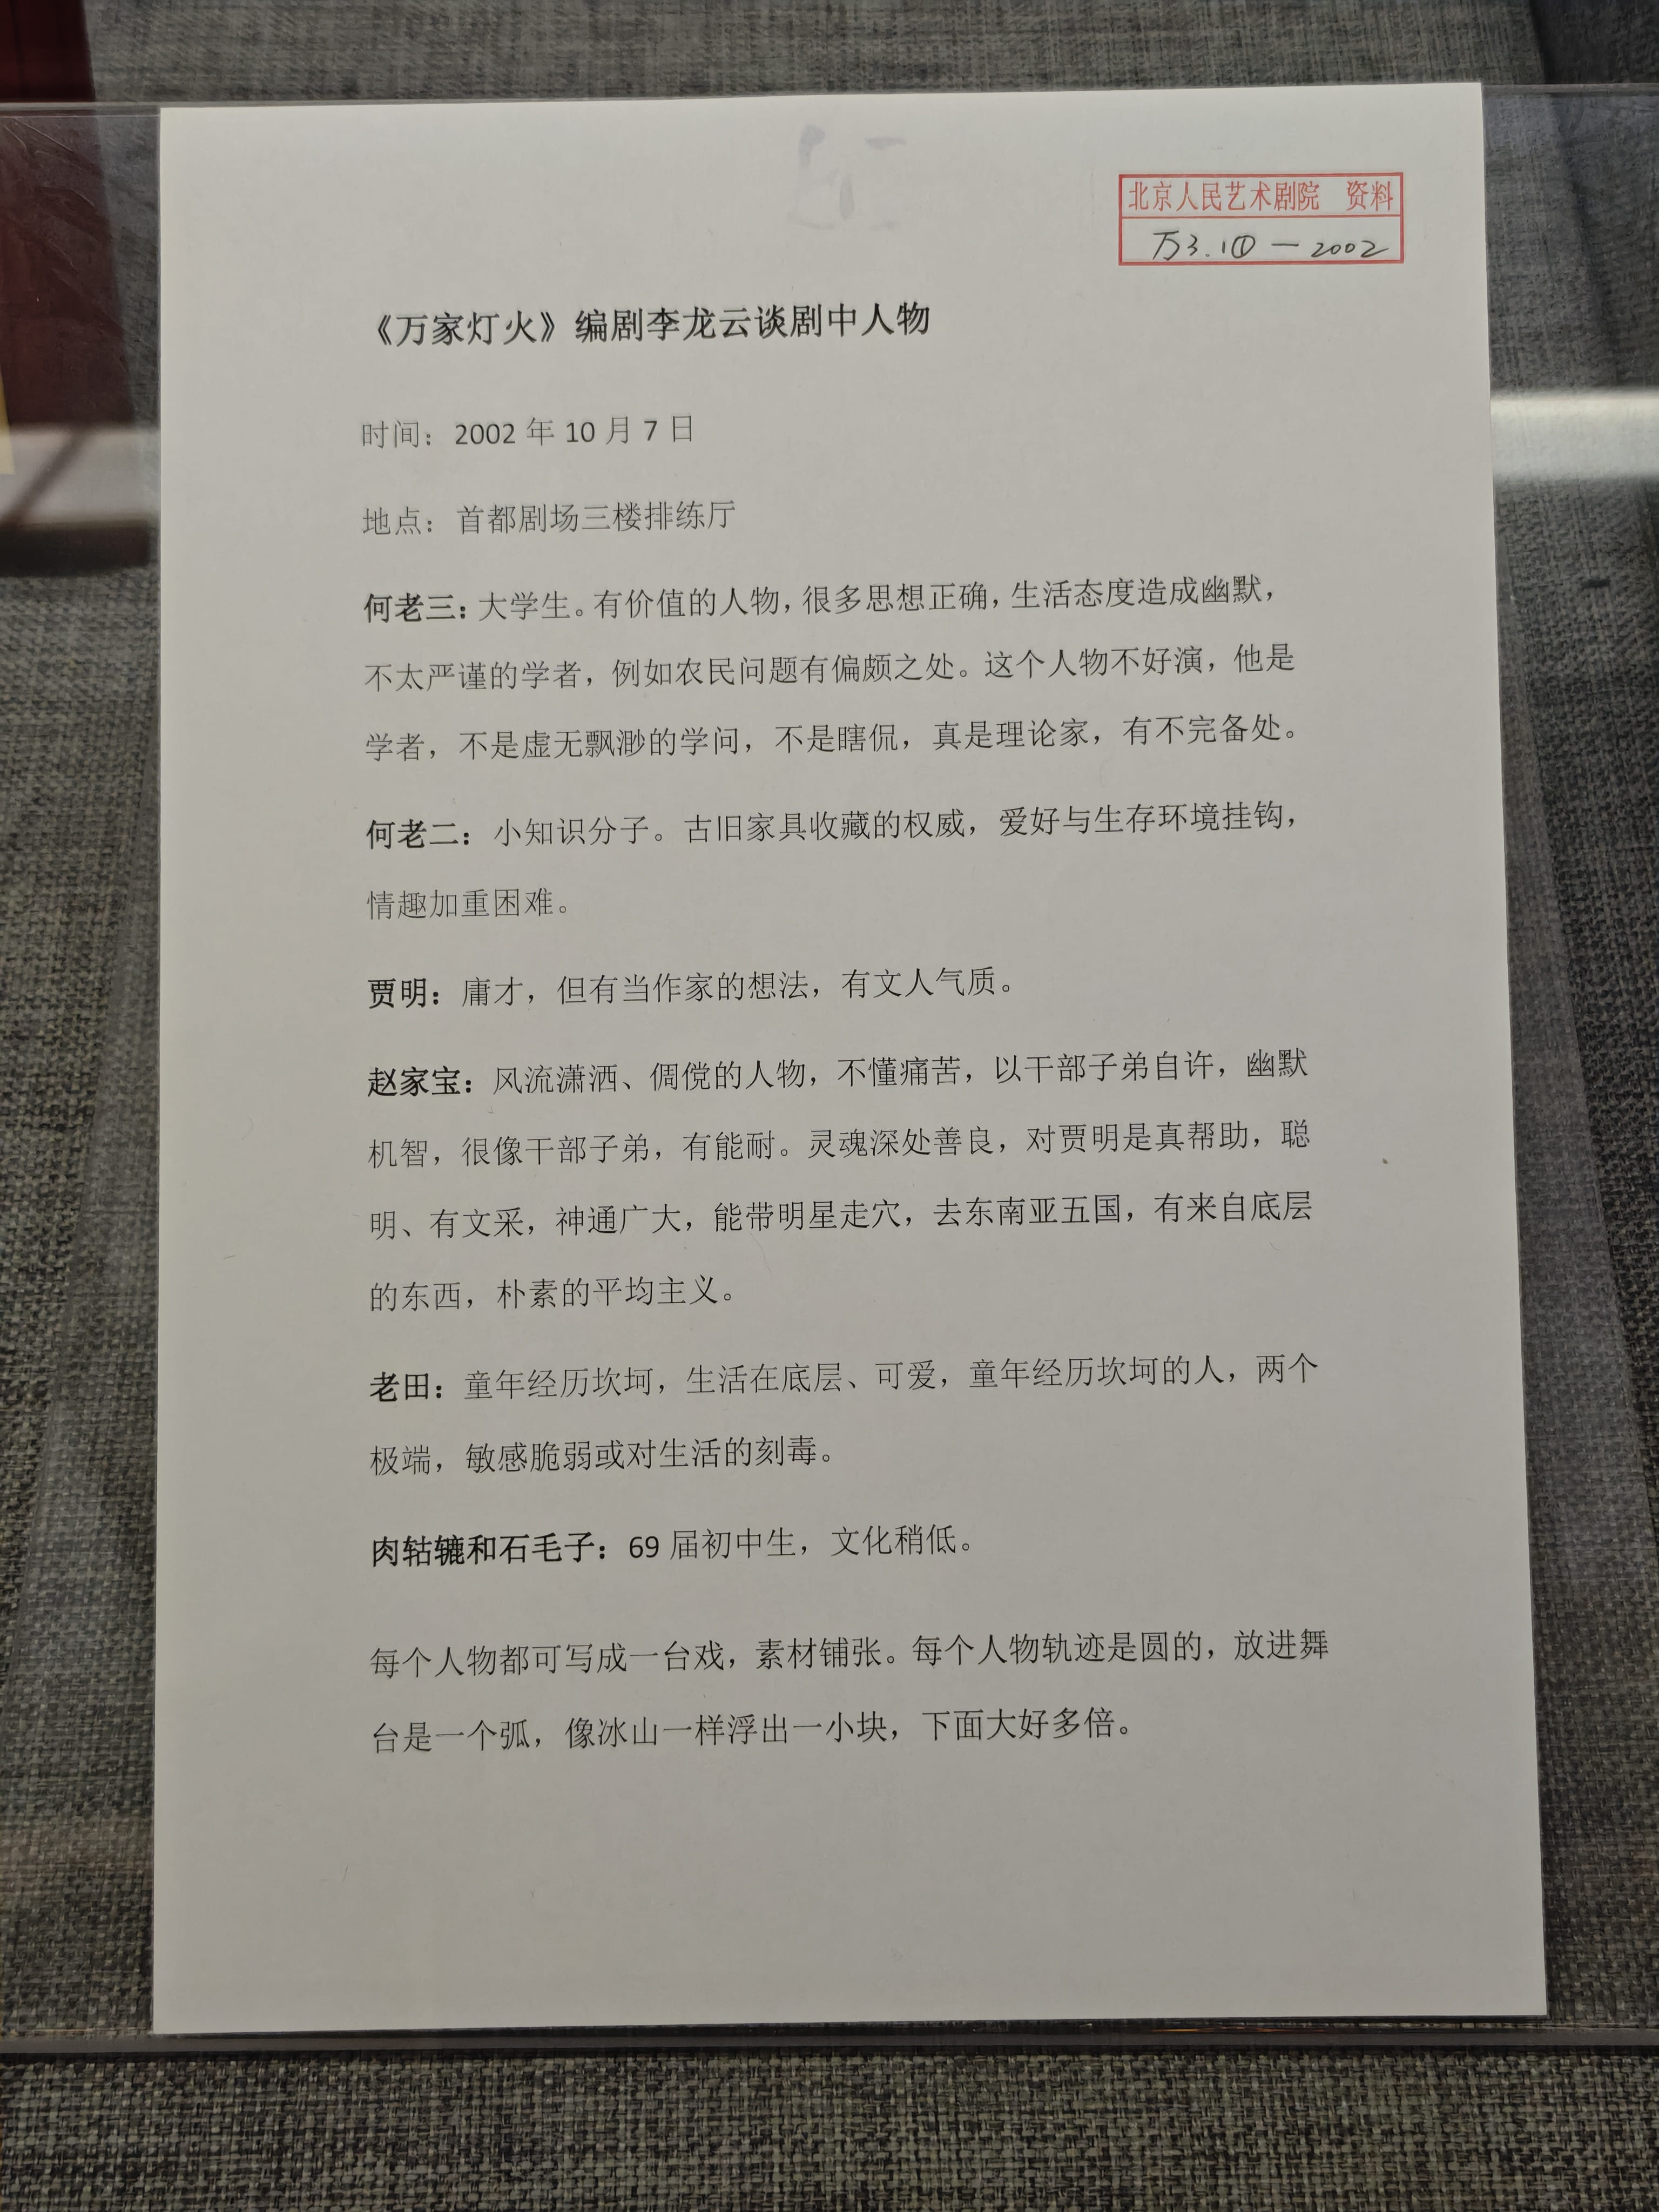 北京人民艺术剧院 资料
万3.1① — 2002
《万家灯火》编剧李龙云谈剧中人物
时间：2002 年 10 月 7 日
地点：首都剧场三楼排练厅
何老三：大学生。有价值的人物，很多思想正确，生活态度造成幽默，
不太严谨的学者，例如农民问题有偏颇之处。这个人物不好演，他是
学者，不是虚无飘渺的学问，不是瞎侃，真是理论家，有不完备处。
何老二：小知识分子。古旧家具收藏的权威，爱好与生存环境挂钩，
情趣加重困难。
贾明：庸才，但有当作家的想法，有文人气质。
赵家宝：风流潇洒、倜傥的人物，不懂痛苦，以干部子弟自许，幽默
机智，很像干部子弟，有能耐。灵魂深处善良，对贾明是真帮助，聪
明、有文采，神通广大，能带明星走穴，去东南亚五国，有来自底层
的东西，朴素的平均主义。
老田：童年经历坎坷，生活在底层、可爱，童年经历坎坷的人，两个
极端，敏感脆弱或对生活的刻毒。
肉轱辘和石毛子：69 届初中生，文化稍低。
每个人物都可写成一台戏，素材铺张。每个人物轨迹是圆的，放进舞
台是一个弧，像冰山一样浮出一小块，下面大好多倍。